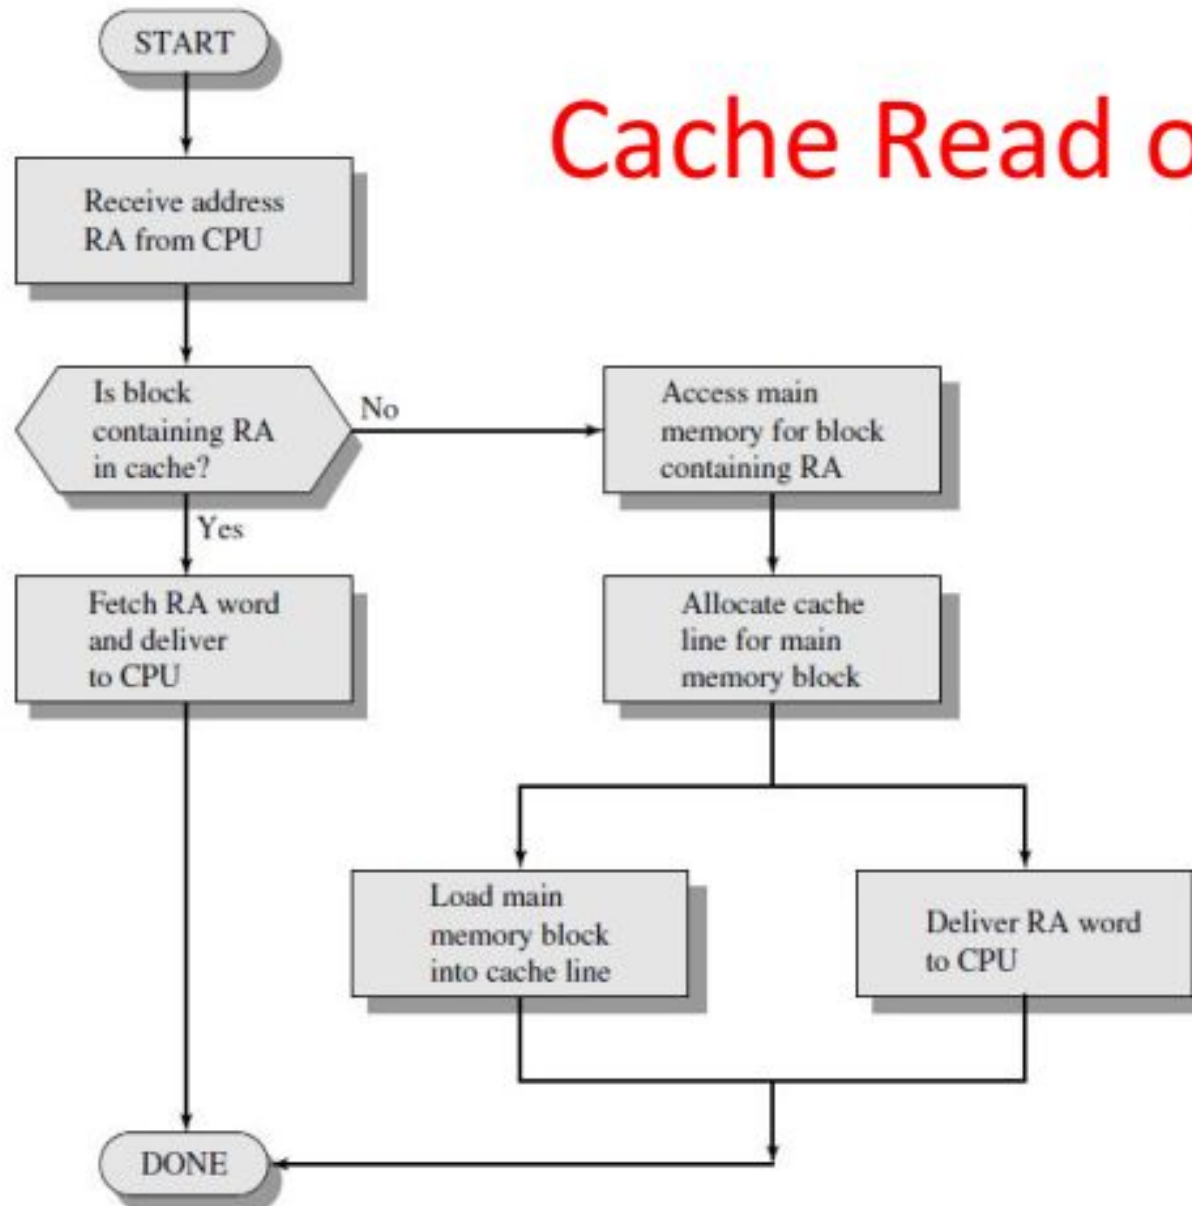 START
Cache Read o
Receive address
RA from CPU
Is block
containing RA
in cache?
No
Access main
memory for block
containing RA
Yes
Fetch RA word
and deliver
to CPU
Allocate cache
line for main
memory block
Load main
memory block
into cache line
Deliver RA word
to CPU
DONE